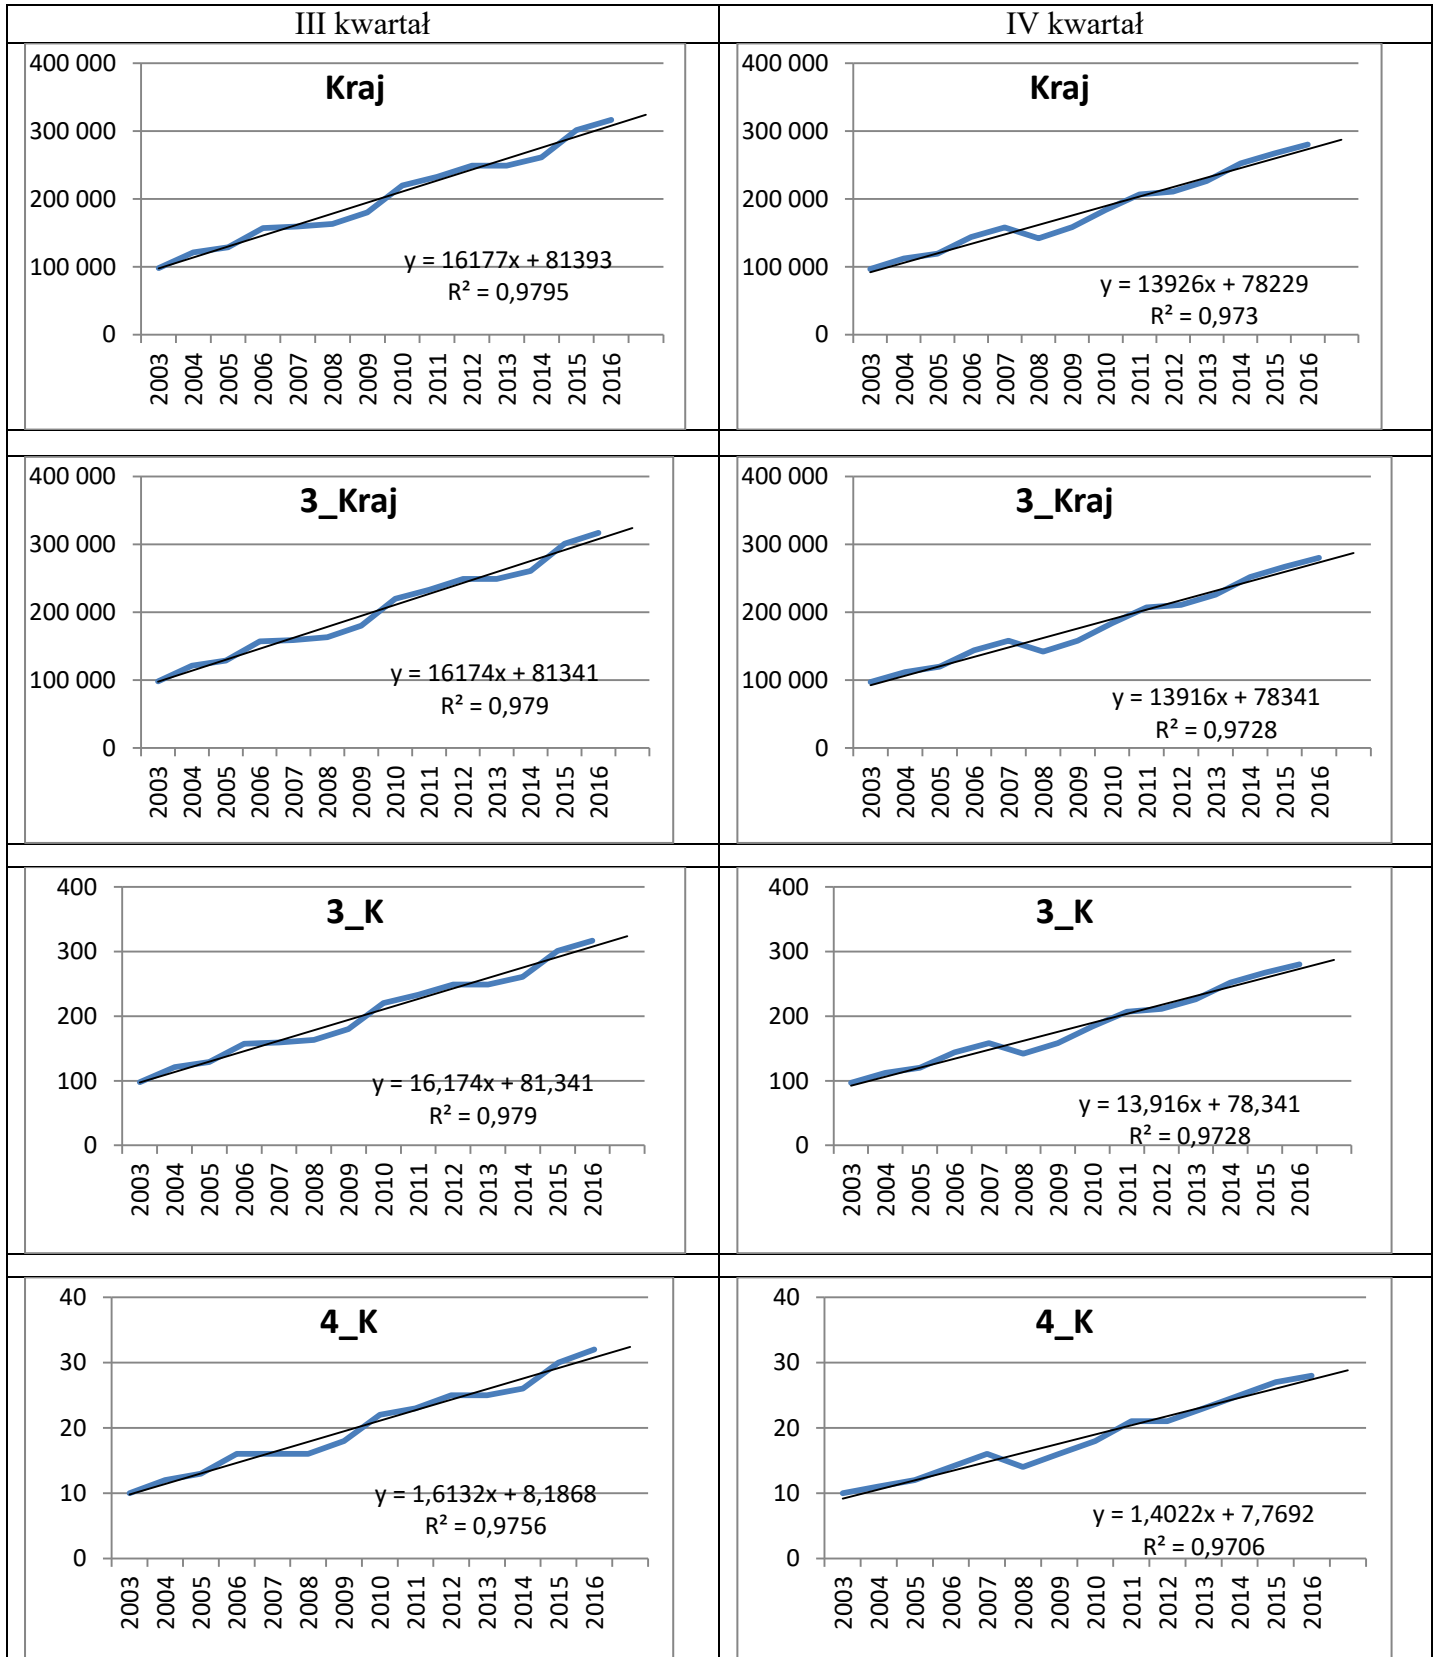 III kwartał
IV kwartał
400 000
300 000
200 000
100 000
0
Kraj
y = 16177x + 81393
R² = 0,9795
2003 2004 2005 2006 2007 2008 2009 2010 2011 2012 2013 2014 2015 2016
400 000
300 000
200 000
100 000
0
Kraj
y = 13926x + 78229
R² = 0,973
2003 2004 2005 2006 2007 2008 2009 2010 2011 2012 2013 2014 2015 2016
400 000
300 000
200 000
100 000
0
3_Kraj
y = 16174x + 81341
R² = 0,979
2003 2004 2005 2006 2007 2008 2009 2010 2011 2012 2013 2014 2015 2016
400 000
300 000
200 000
100 000
0
3_Kraj
y = 13916x + 78341
R² = 0,9728
2003 2004 2005 2006 2007 2008 2009 2010 2011 2012 2013 2014 2015 2016
400
300
200
100
0
3_K
y = 16,174x + 81,341
R² = 0,979
2003 2004 2005 2006 2007 2008 2009 2010 2011 2012 2013 2014 2015 2016
400
300
200
100
0
3_K
y = 13,916x + 78,341
R² = 0,9728
2003 2004 2005 2006 2007 2008 2009 2010 2011 2012 2013 2014 2015 2016
40
30
20
10
0
4_K
y = 1,6132x + 8,1868
R² = 0,9756
2003 2004 2005 2006 2007 2008 2009 2010 2011 2012 2013 2014 2015 2016
40
30
20
10
0
4_K
y = 1,4022x + 7,7692
R² = 0,9706
2003 2004 2005 2006 2007 2008 2009 2010 2011 2012 2013 2014 2015 2016